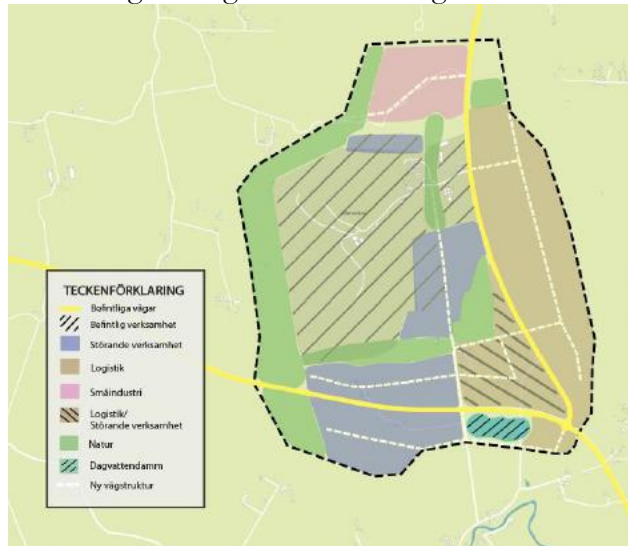 TECKENFÖRKLARING
Befintliga vägar
Befintlig verksamhet
Störande verksamhet
Logistik
Småindustri
Logistik/
Störande verksamhet
Natur
Dagvattendamm
Ny vägstruktur